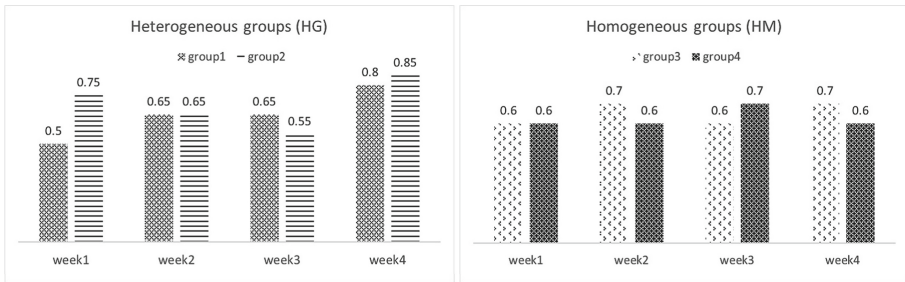 Heterogeneous groups (HG)
group1 group2
0.5 0.75 0.65 0.65 0.65 0.55 0.8 0.85
week1 week2 week3 week4
Homogeneous groups (HM)
group3 group4
0.6 0.6 0.7 0.6 0.6 0.7 0.7 0.6
week1 week2 week3 week4